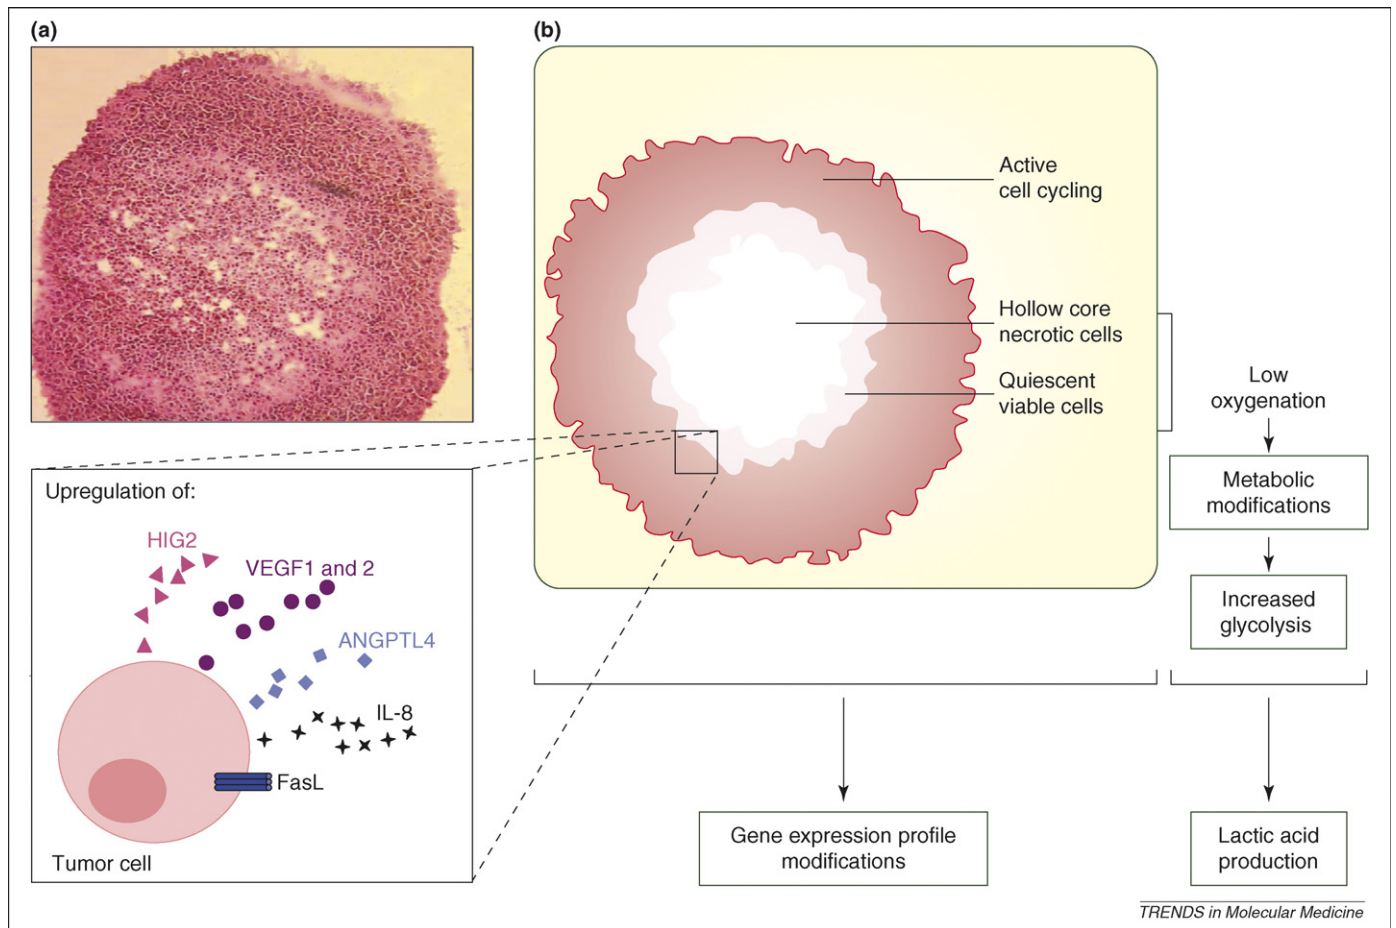 (a)
(b)
Active
cell cycling
Hollow core
necrotic cells
Quiescent
viable cells
Low
oxygenation
Metabolic
modifications
Increased
glycolysis
Upregulation of:
HIG2
VEGF1 and 2
ANGPTL4
IL-8
FasL
Tumor cell
Gene expression profile
modifications
Lactic acid
production
TRENDS in Molecular Medicine